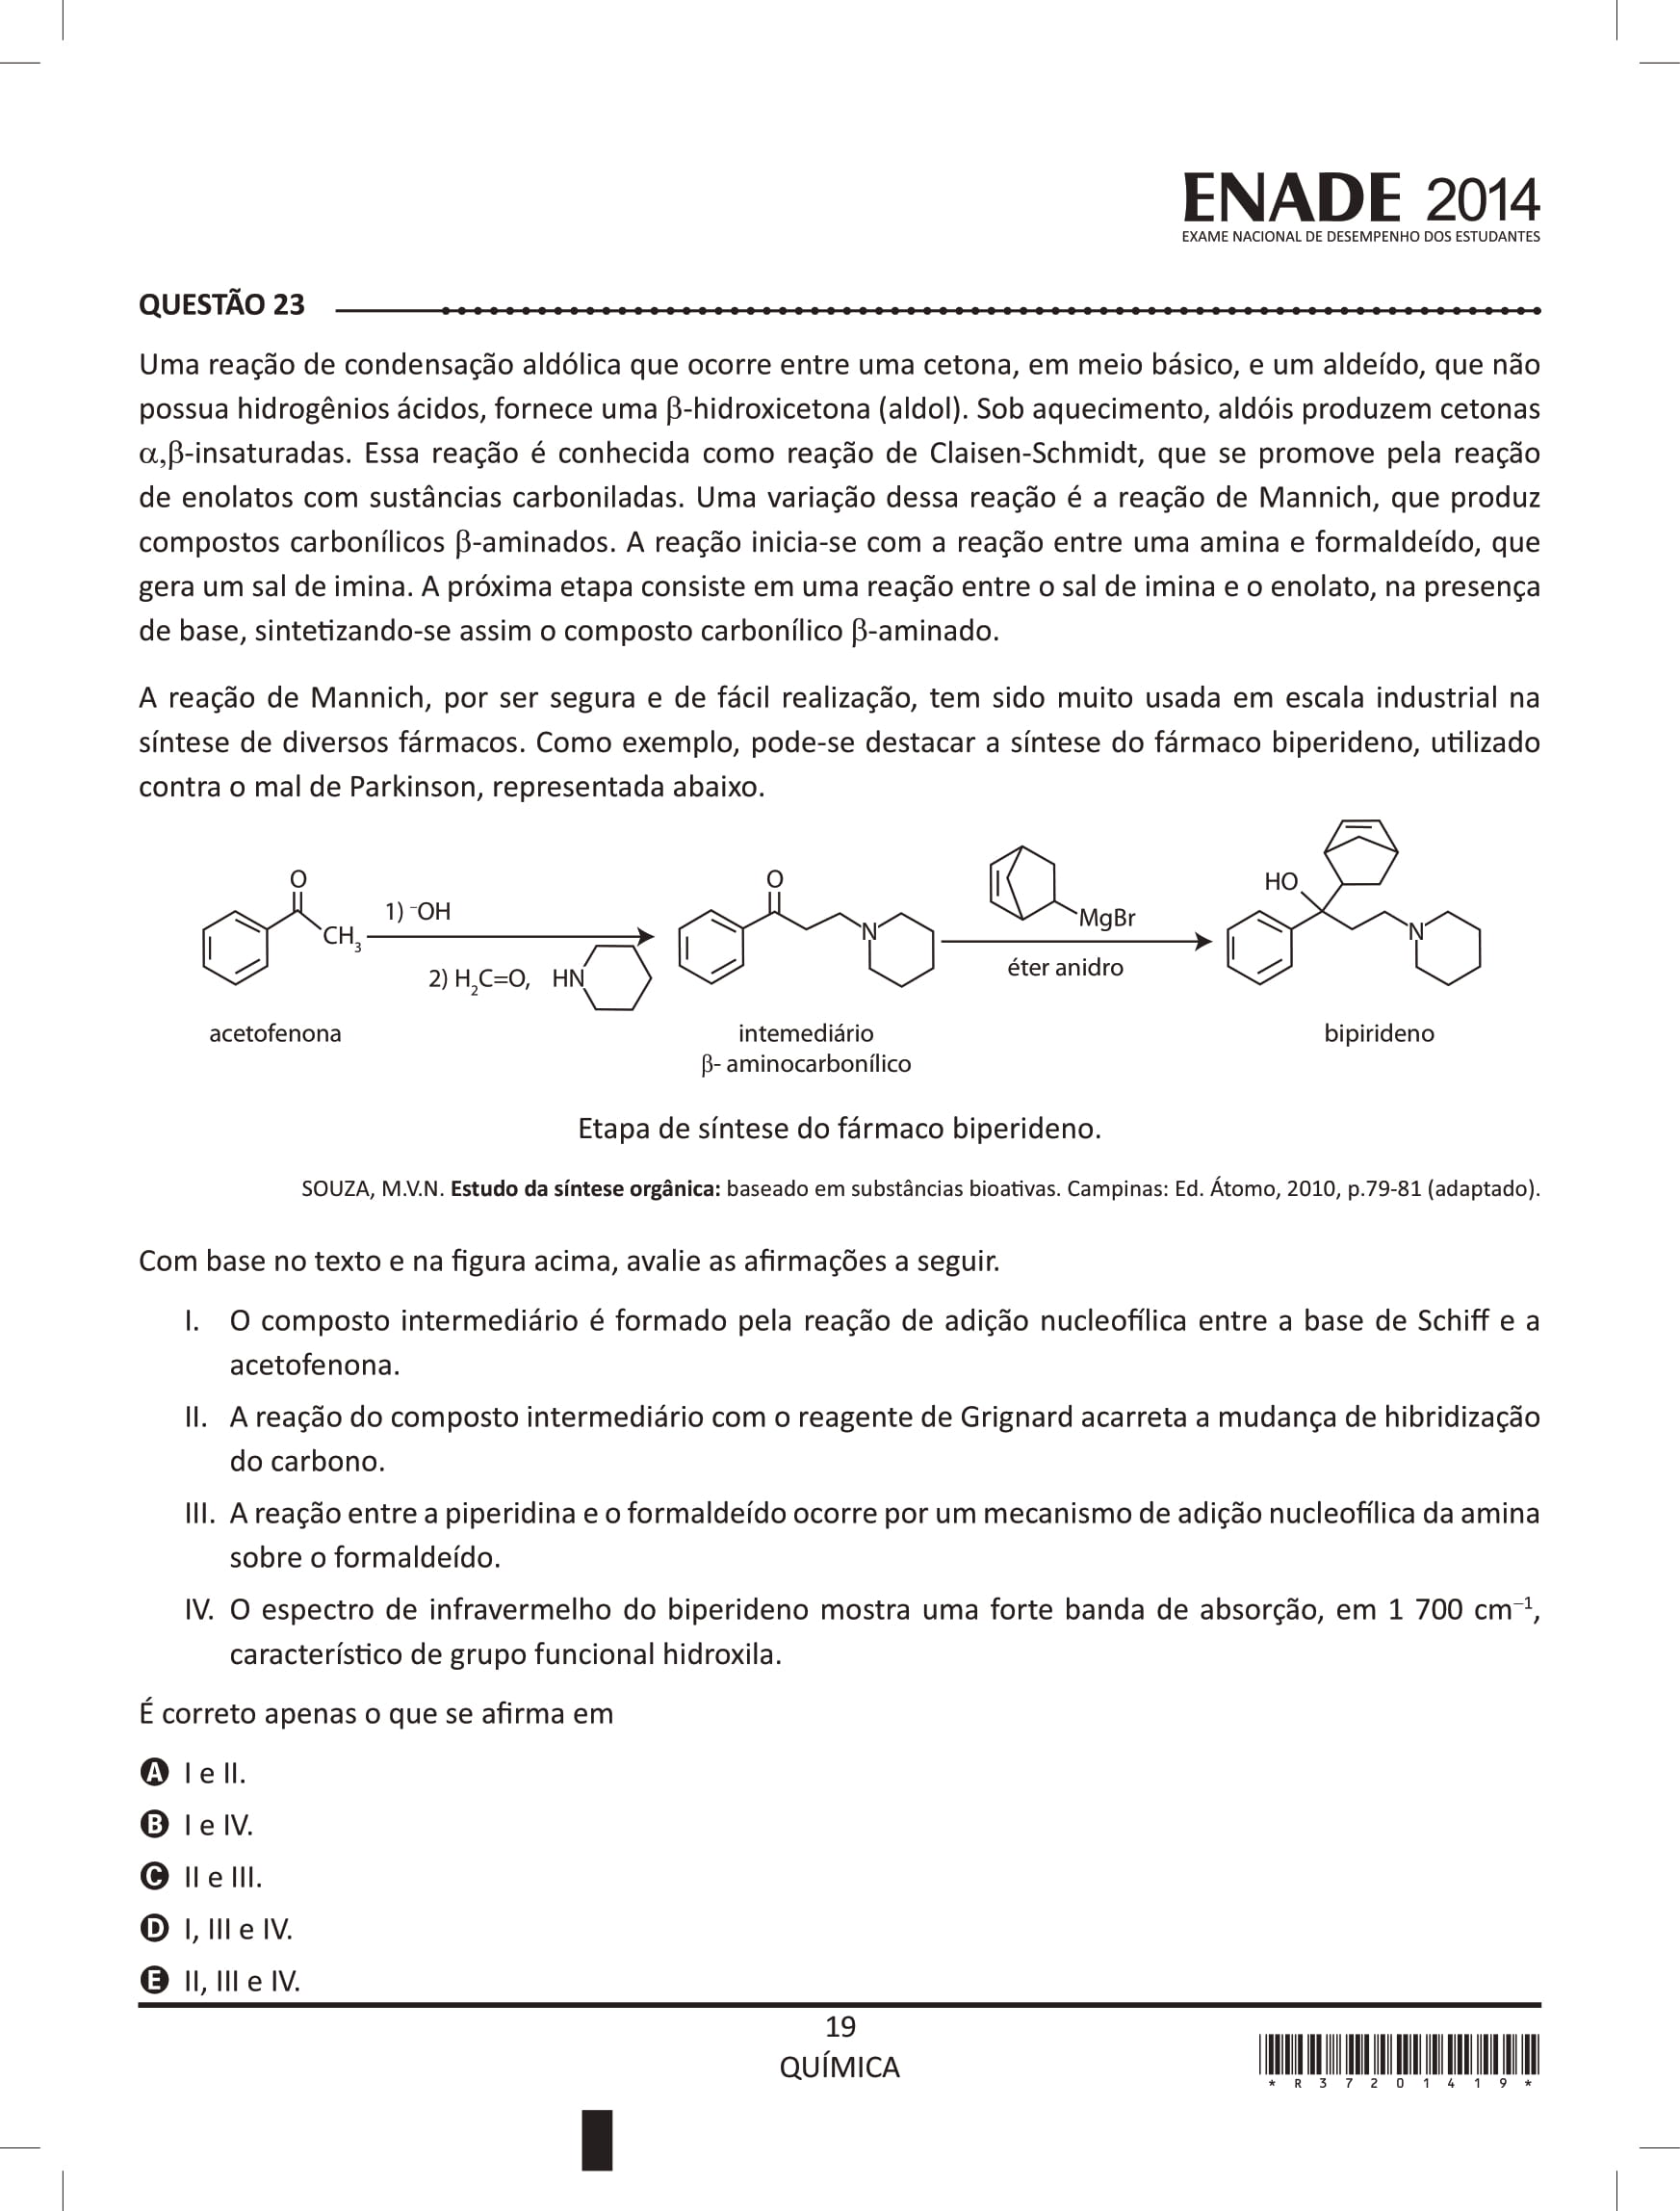 ENADE 2014
EXAME NACIONAL DE DESEMPENHO DOS ESTUDANTES
QUESTÃO 23
Uma reação de condensação aldólica que ocorre entre uma cetona, em meio básico, e um aldeído, que não
possua hidrogênios ácidos, fornece uma β-hidroxicetona (aldol). Sob aquecimento, aldóis produzem cetonas
α,β-insaturadas. Essa reação é conhecida como reação de Claisen-Schmidt, que se promove pela reação
de enolatos com sustâncias carboniladas. Uma variação dessa reação é a reação de Mannich, que produz
compostos carbonílicos β-aminados. A reação inicia-se com a reação entre uma amina e formaldeído, que
gera um sal de imina. A próxima etapa consiste em uma reação entre o sal de imina e o enolato, na presença
de base, sintetizando-se assim o composto carbonílico β-aminado.
A reação de Mannich, por ser segura e de fácil realização, tem sido muito usada em escala industrial na
síntese de diversos fármacos. Como exemplo, pode-se destacar a síntese do fármaco biperideno, utilizado
contra o mal de Parkinson, representada abaixo.
O
CH₃
1) ⁻OH
2) H₂C=O, HN
O
N
MgBr
éter anidro
HO
N
acetofenona
intemediário
β- aminocarbonílico
bipirideno
Etapa de síntese do fármaco biperideno.
SOUZA, M.V.N. Estudo da síntese orgânica: baseado em substâncias bioativas. Campinas: Ed. Átomo, 2010, p.79-81 (adaptado).
Com base no texto e na figura acima, avalie as afirmações a seguir.
I. O composto intermediário é formado pela reação de adição nucleofílica entre a base de Schiff e a
acetofenona.
II. A reação do composto intermediário com o reagente de Grignard acarreta a mudança de hibridização
do carbono.
III. A reação entre a piperidina e o formaldeído ocorre por um mecanismo de adição nucleofílica da amina
sobre o formaldeído.
IV. O espectro de infravermelho do biperideno mostra uma forte banda de absorção, em 1 700 cm⁻¹,
característico de grupo funcional hidroxila.
É correto apenas o que se afirma em
A I e II.
B I e IV.
C II e III.
D I, III e IV.
E II, III e IV.
19
QUÍMICA
* R 3 7 2 0 1 4 1 9 *